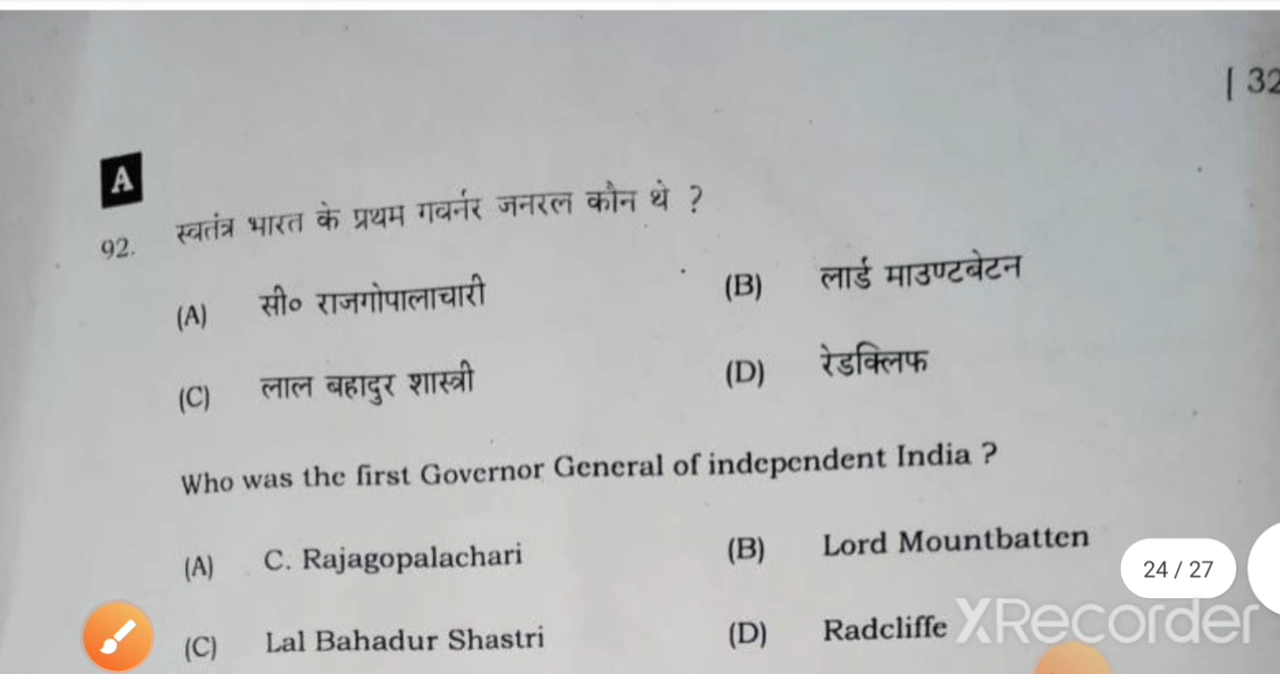 [ 32
A
92. स्वतंत्र भारत के प्रथम गवर्नर जनरल कौन थे ?
(A) सी० राजगोपालाचारी (B) लार्ड माउण्टबेटन
(C) लाल बहादुर शास्त्री (D) रेडक्लिफ
Who was the first Governor General of independent India ?
(A) C. Rajagopalachari (B) Lord Mountbatten
24 / 27
(C) Lal Bahadur Shastri (D) Radcliffe
XRecorder